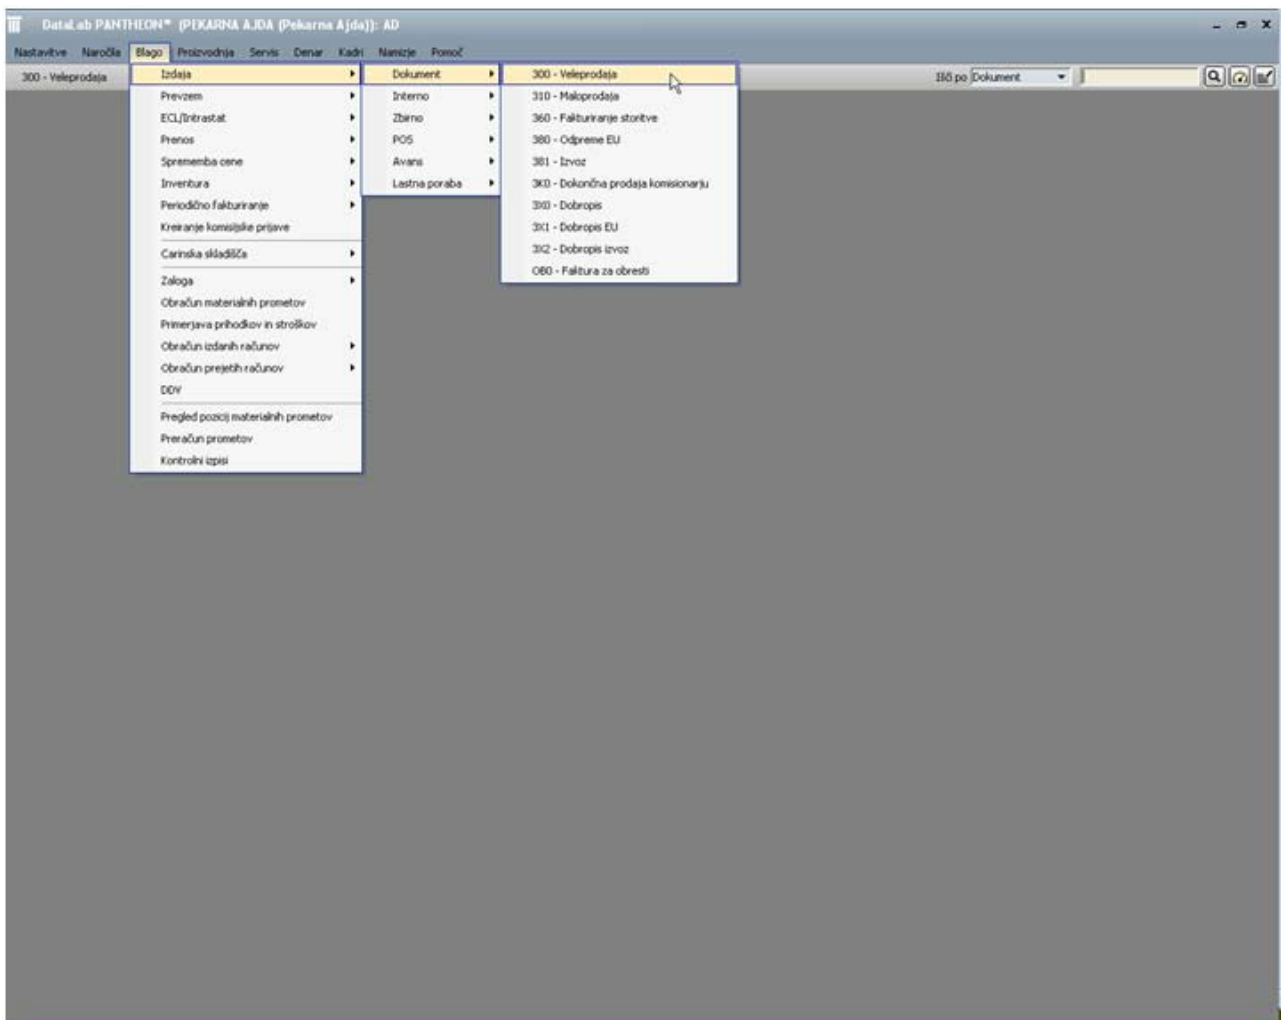 DataLab PANTHEON™ (PEKARNA AJDA (Pekarna Ajda)): AD
Nastavitve Naročila Blago Proizvodnja Servis Denar Kadri Namizje Pomoč
300 - Veleprodaja
Išči po Dokument
Izdaja
Prevzem
ECL/Intrastat
Prenos
Sprememba cene
Inventura
Periodično fakturiranje
Kreiranje komisijske prijave
Carinska skladišča
Zaloga
Obračun materialnih prometov
Primerjava prihodkov in stroškov
Obračun izdanih računov
Obračun prejetih računov
DDV
Pregled pozicij materialnih prometov
Preračun prometov
Kontrolni izpisi
Dokument
Interno
Zbirno
POS
Avans
Lastna poraba
300 - Veleprodaja
310 - Maloprodaja
360 - Fakturiranje storitve
380 - Odpreme EU
381 - Izvoz
3K0 - Dokončna prodaja komisionarju
3X0 - Dobropis
3X1 - Dobropis EU
3X2 - Dobropis izvoz
OB0 - Faktura za obresti